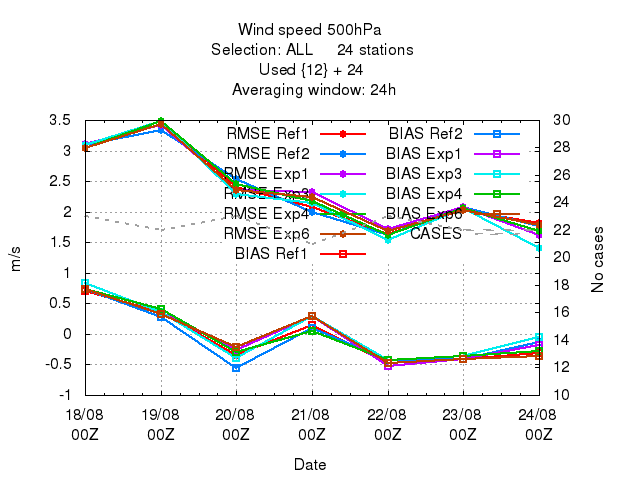 Wind speed 500hPa
Selection: ALL 24 stations
Used {12} + 24
Averaging window: 24h
3.5
3
2.5
2
1.5
1
0.5
0
-0.5
-1
30
28
26
24
22
20
18
16
14
12
10
m/s
No cases
RMSE Ref1
RMSE Ref2
RMSE Exp1
RMSE Exp3
RMSE Exp4
RMSE Exp6
BIAS Ref1
BIAS Ref2
BIAS Exp1
BIAS Exp3
BIAS Exp4
BIAS Exp6
CASES
18/08 19/08 20/08 21/08 22/08 23/08 24/08
00Z 00Z 00Z 00Z 00Z 00Z 00Z
Date